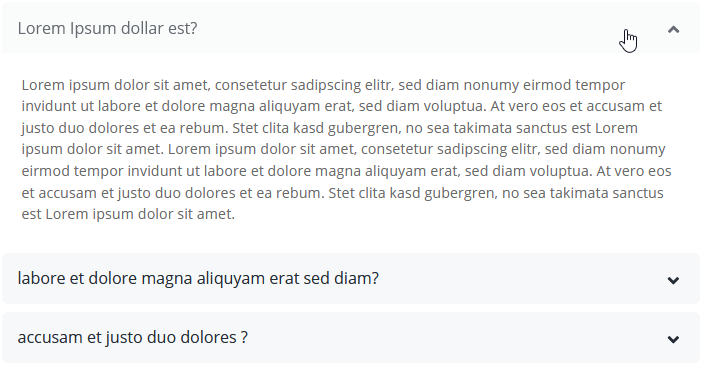 Lorem Ipsum dollar est?
Lorem ipsum dolor sit amet, consetetur sadipscing elitr, sed diam nonumy eirmod tempor
invidunt ut labore et dolore magna aliquyam erat, sed diam voluptua. At vero eos et accusam et
justo duo dolores et ea rebum. Stet clita kasd gubergren, no sea takimata sanctus est Lorem
ipsum dolor sit amet. Lorem ipsum dolor sit amet, consetetur sadipscing elitr, sed diam nonumy
eirmod tempor invidunt ut labore et dolore magna aliquyam erat, sed diam voluptua. At vero eos
et accusam et justo duo dolores et ea rebum. Stet clita kasd gubergren, no sea takimata sanctus
est Lorem ipsum dolor sit amet.
labore et dolore magna aliquyam erat sed diam?
accusam et justo duo dolores ?